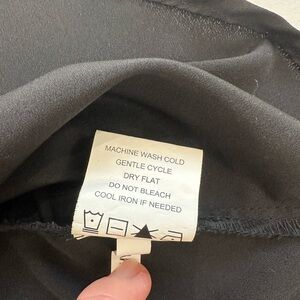 MACHINE WASH COLD
GENTLE CYCLE
DRY FLAT
DO NOT BLEACH
COOL IRON IF NEEDED